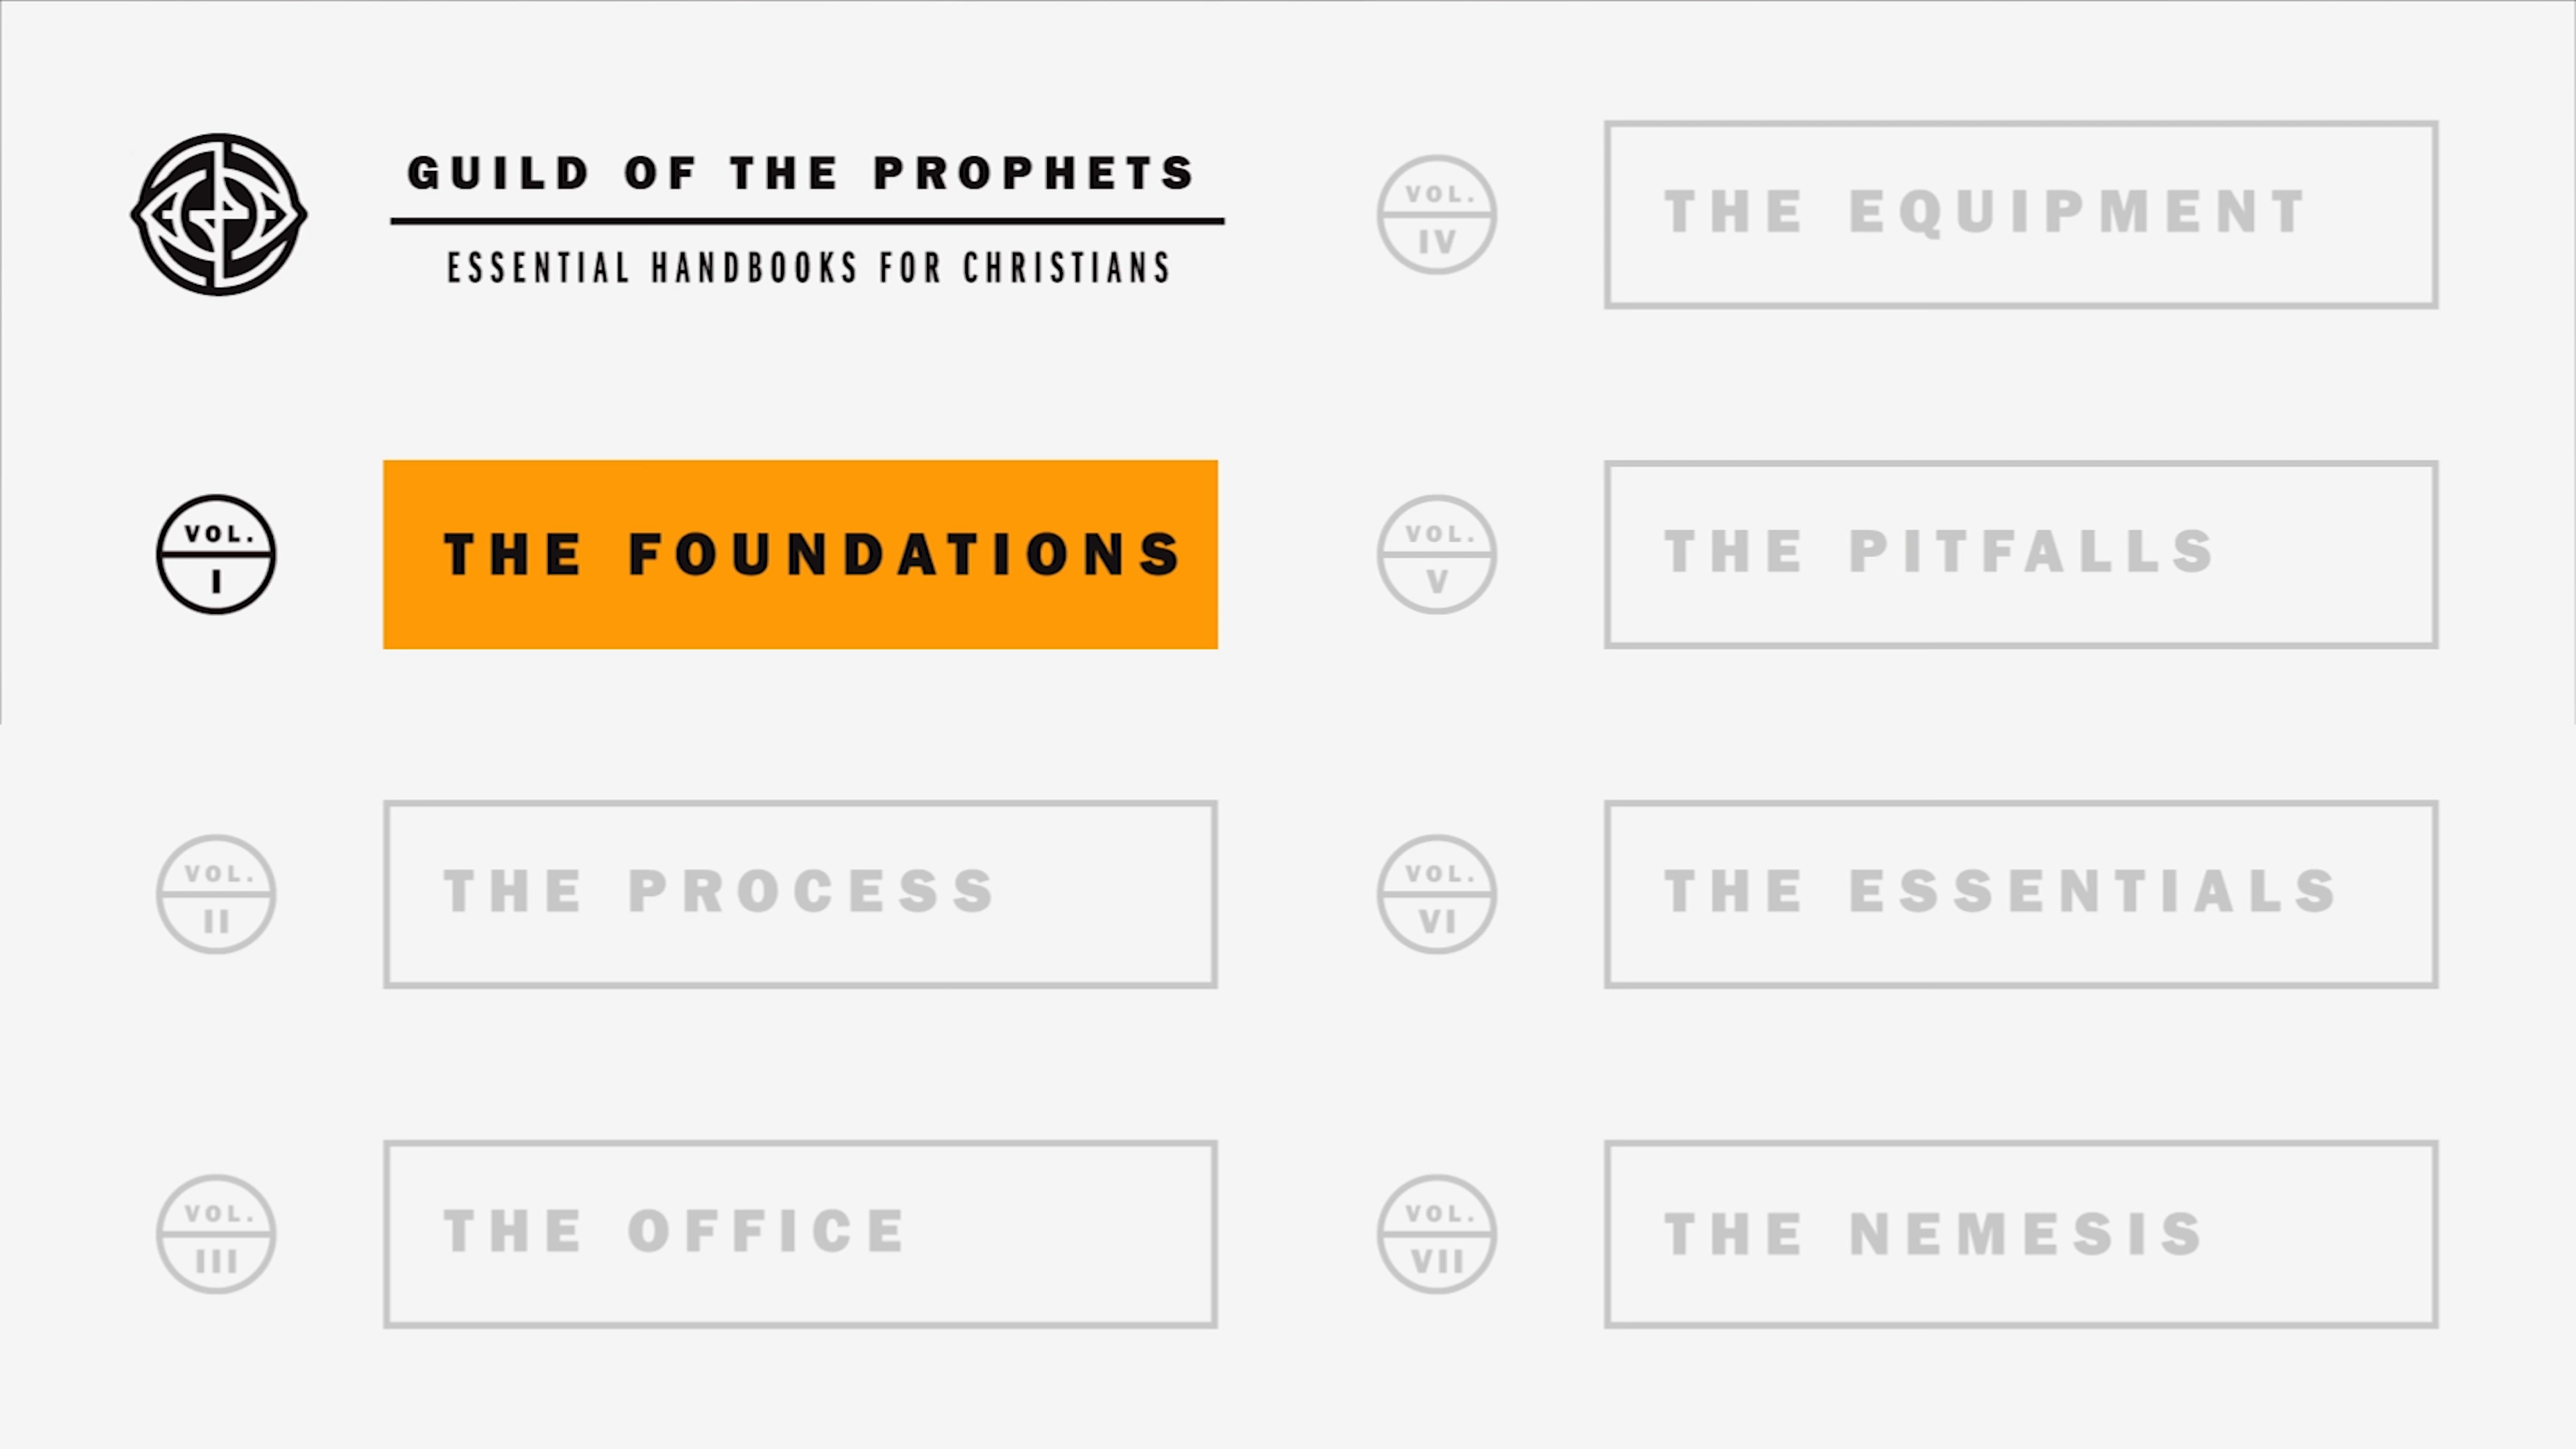 GUILD OF THE PROPHETS
ESSENTIAL HANDBOOKS FOR CHRISTIANS
VOL.
I
THE FOUNDATIONS
VOL.
II
THE PROCESS
VOL.
III
THE OFFICE
VOL.
IV
THE EQUIPMENT
VOL.
V
THE PITFALLS
VOL.
VI
THE ESSENTIALS
VOL.
VII
THE NEMESIS